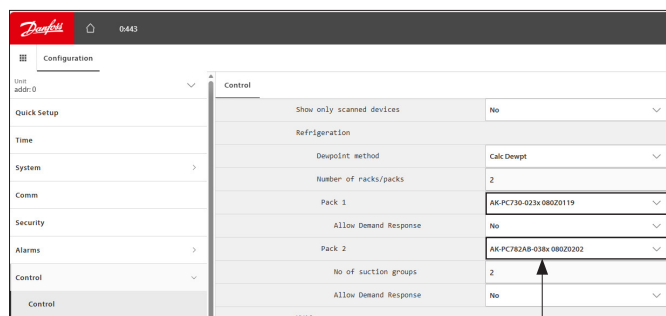 Danfoss
0:443
Configuration
Unit
addr: 0
Quick Setup
Time
System
Comm
Security
Alarms
Control
Control
Control
Show only scanned devices No
Refrigeration
Dewpoint method Calc Dewpt
Number of racks/packs 2
Pack 1 AK-PC730-023x 080Z0119
Allow Demand Response No
Pack 2 AK-PC782AB-038x 080Z0202
No of suction groups 2
Allow Demand Response No